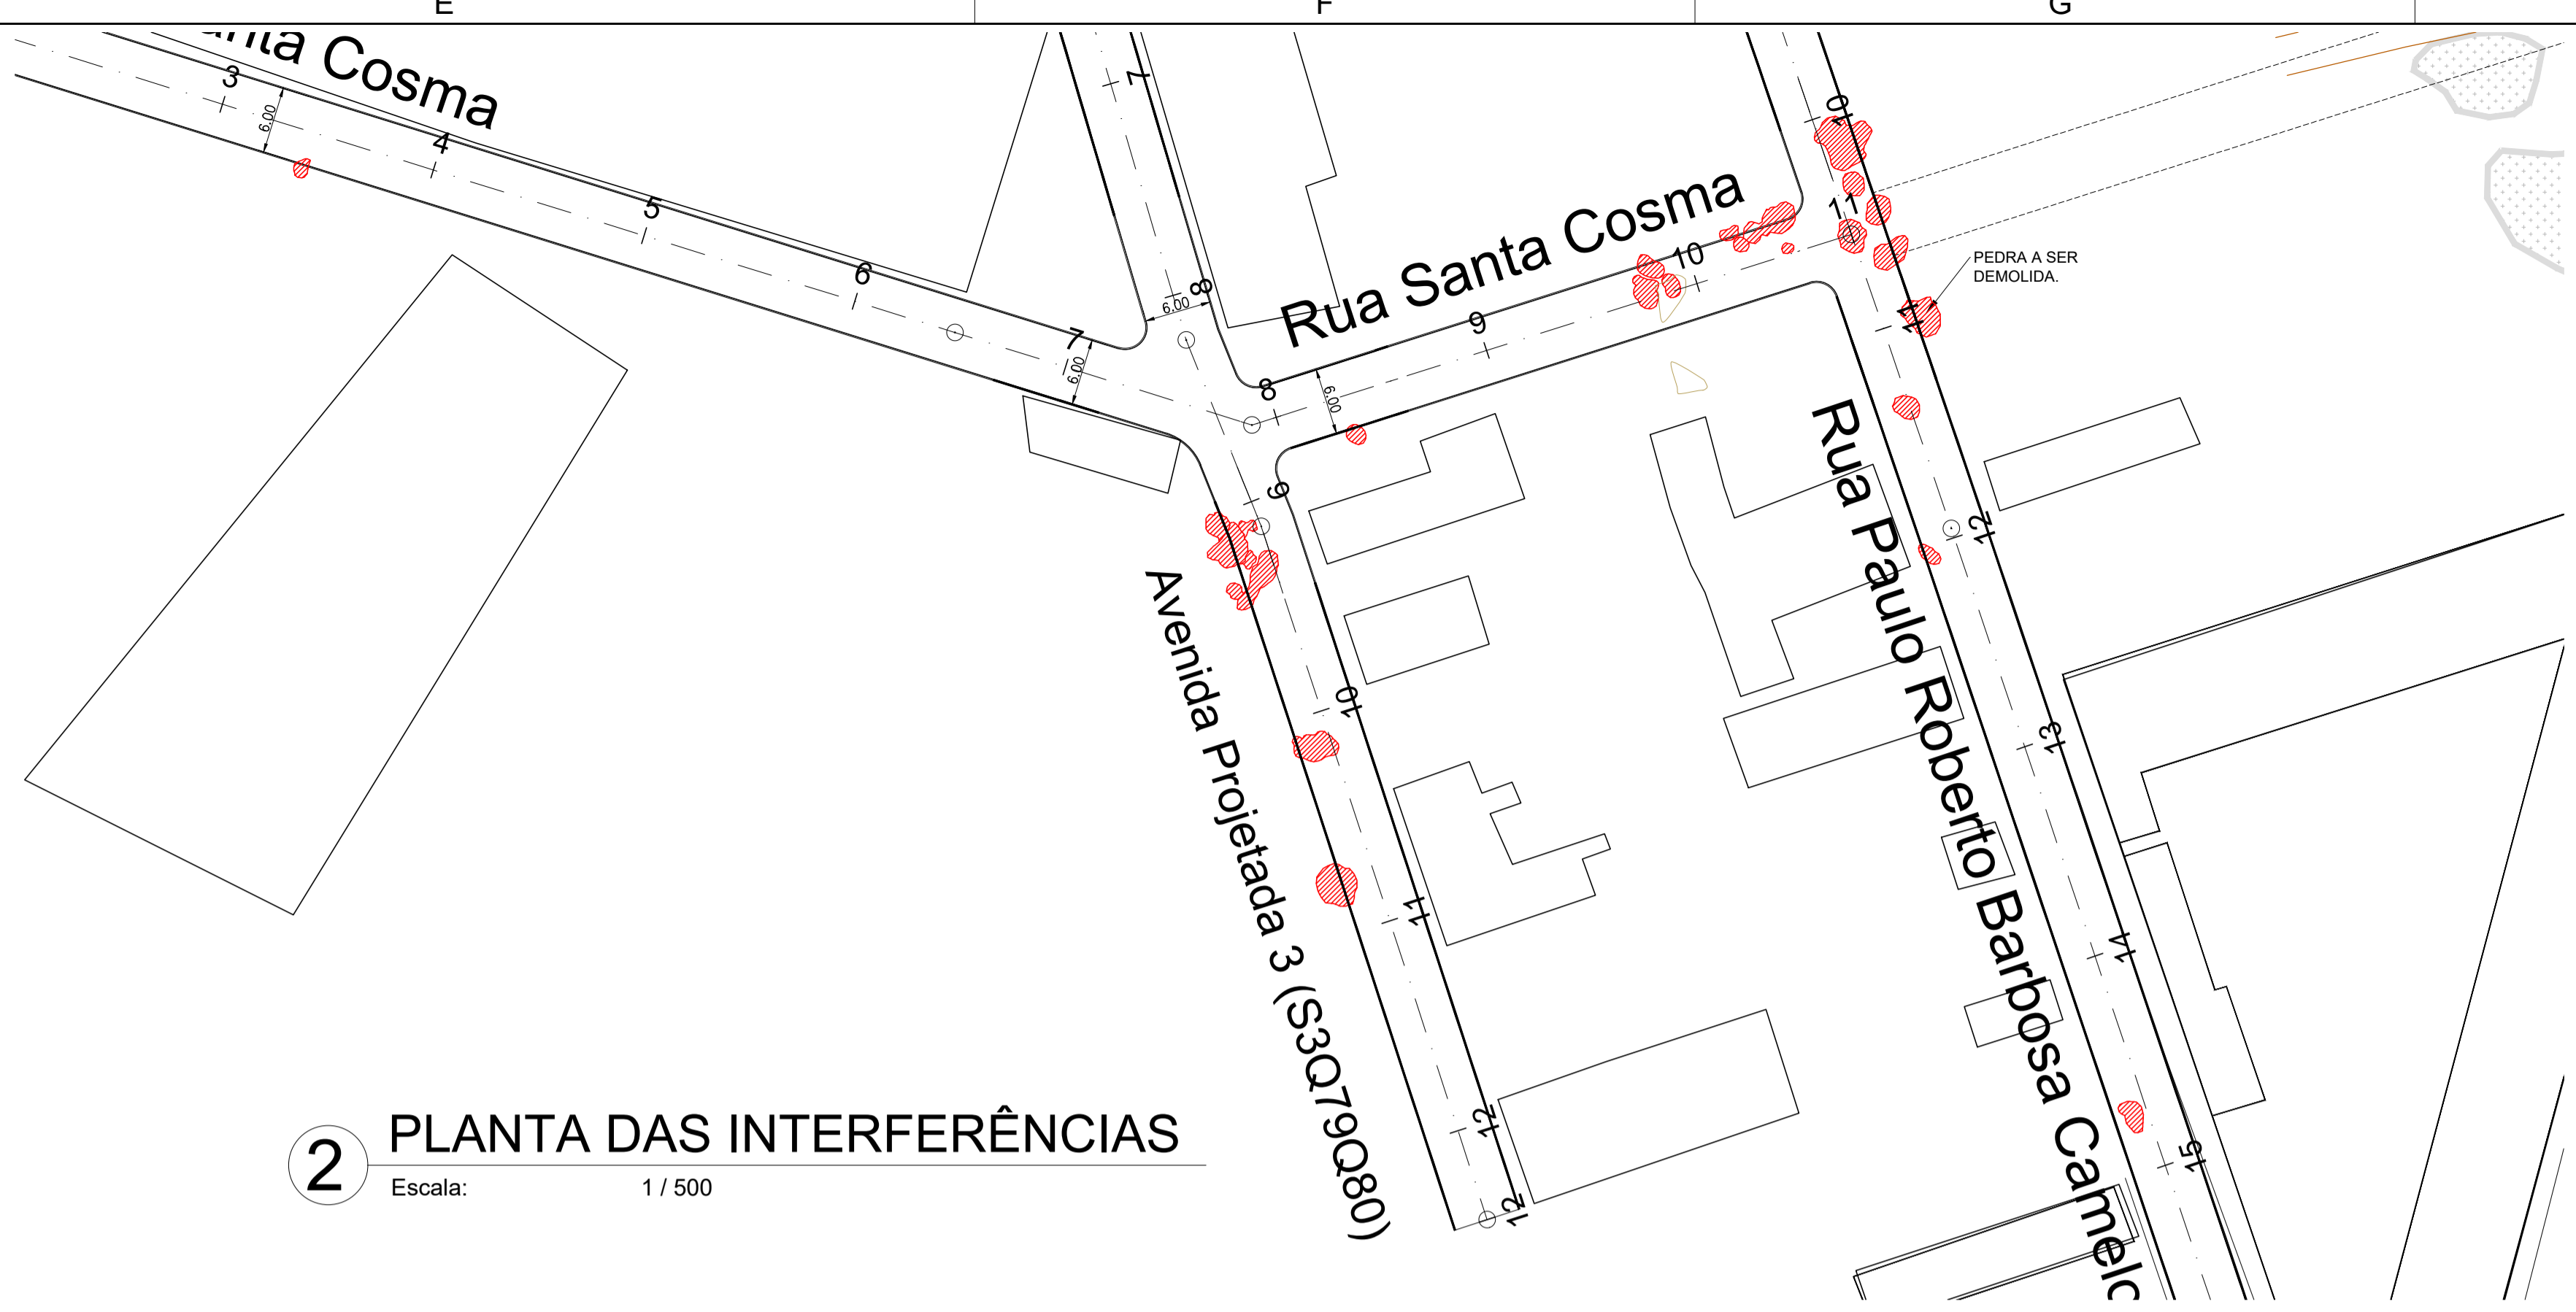 E
F
G
Santa Cosma
3
6.00
4
5
6
7
6.00
7
8
6.00
Rua Santa Cosma
8
6.00
9
10
11
10
11
PEDRA A SER
DEMOLIDA.
Rua Paulo Roberto Barbosa Camelo
12
13
14
15
9
10
11
12
12
Avenida Projetada 3 (S3Q79Q80)
2
PLANTA DAS INTERFERÊNCIAS
Escala:
1 / 500